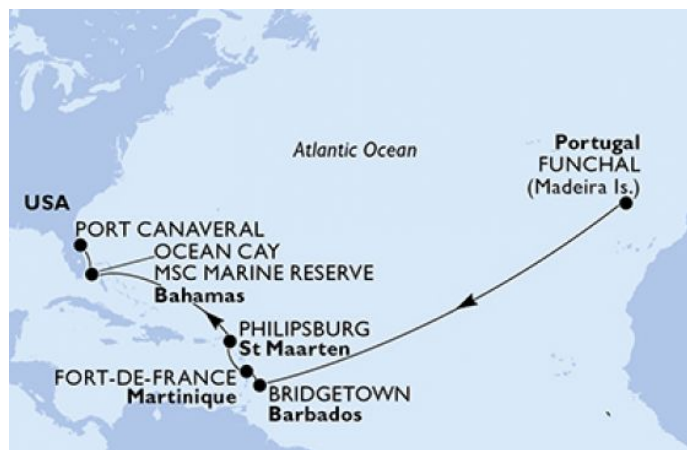 Atlantic Ocean
Portugal
FUNCHAL
(Madeira Is.)
USA
PORT CANAVERAL
OCEAN CAY
MSC MARINE RESERVE
Bahamas
PHILIPSBURG
St Maarten
FORT-DE-FRANCE
Martinique
BRIDGETOWN
Barbados